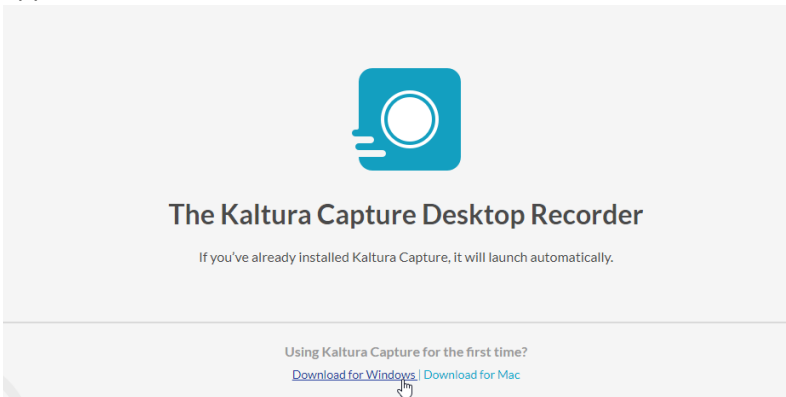 The Kaltura Capture Desktop Recorder
If you've already installed Kaltura Capture, it will launch automatically.
Using Kaltura Capture for the first time?
Download for Windows | Download for Mac